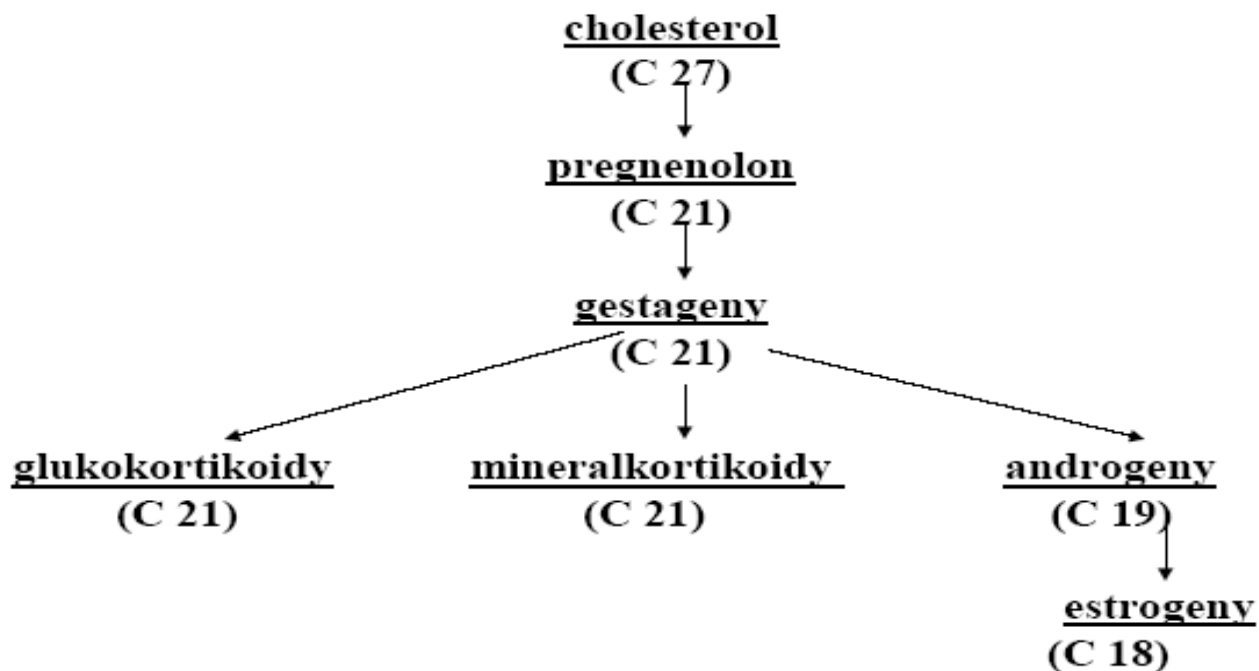 cholesterol
(C 27)
pregnenolon
(C 21)
gestageny
(C 21)
glukokortikoidy mineralkortikoidy androgeny
(C 21) (C 21) (C 19)
estrogeny
(C 18)